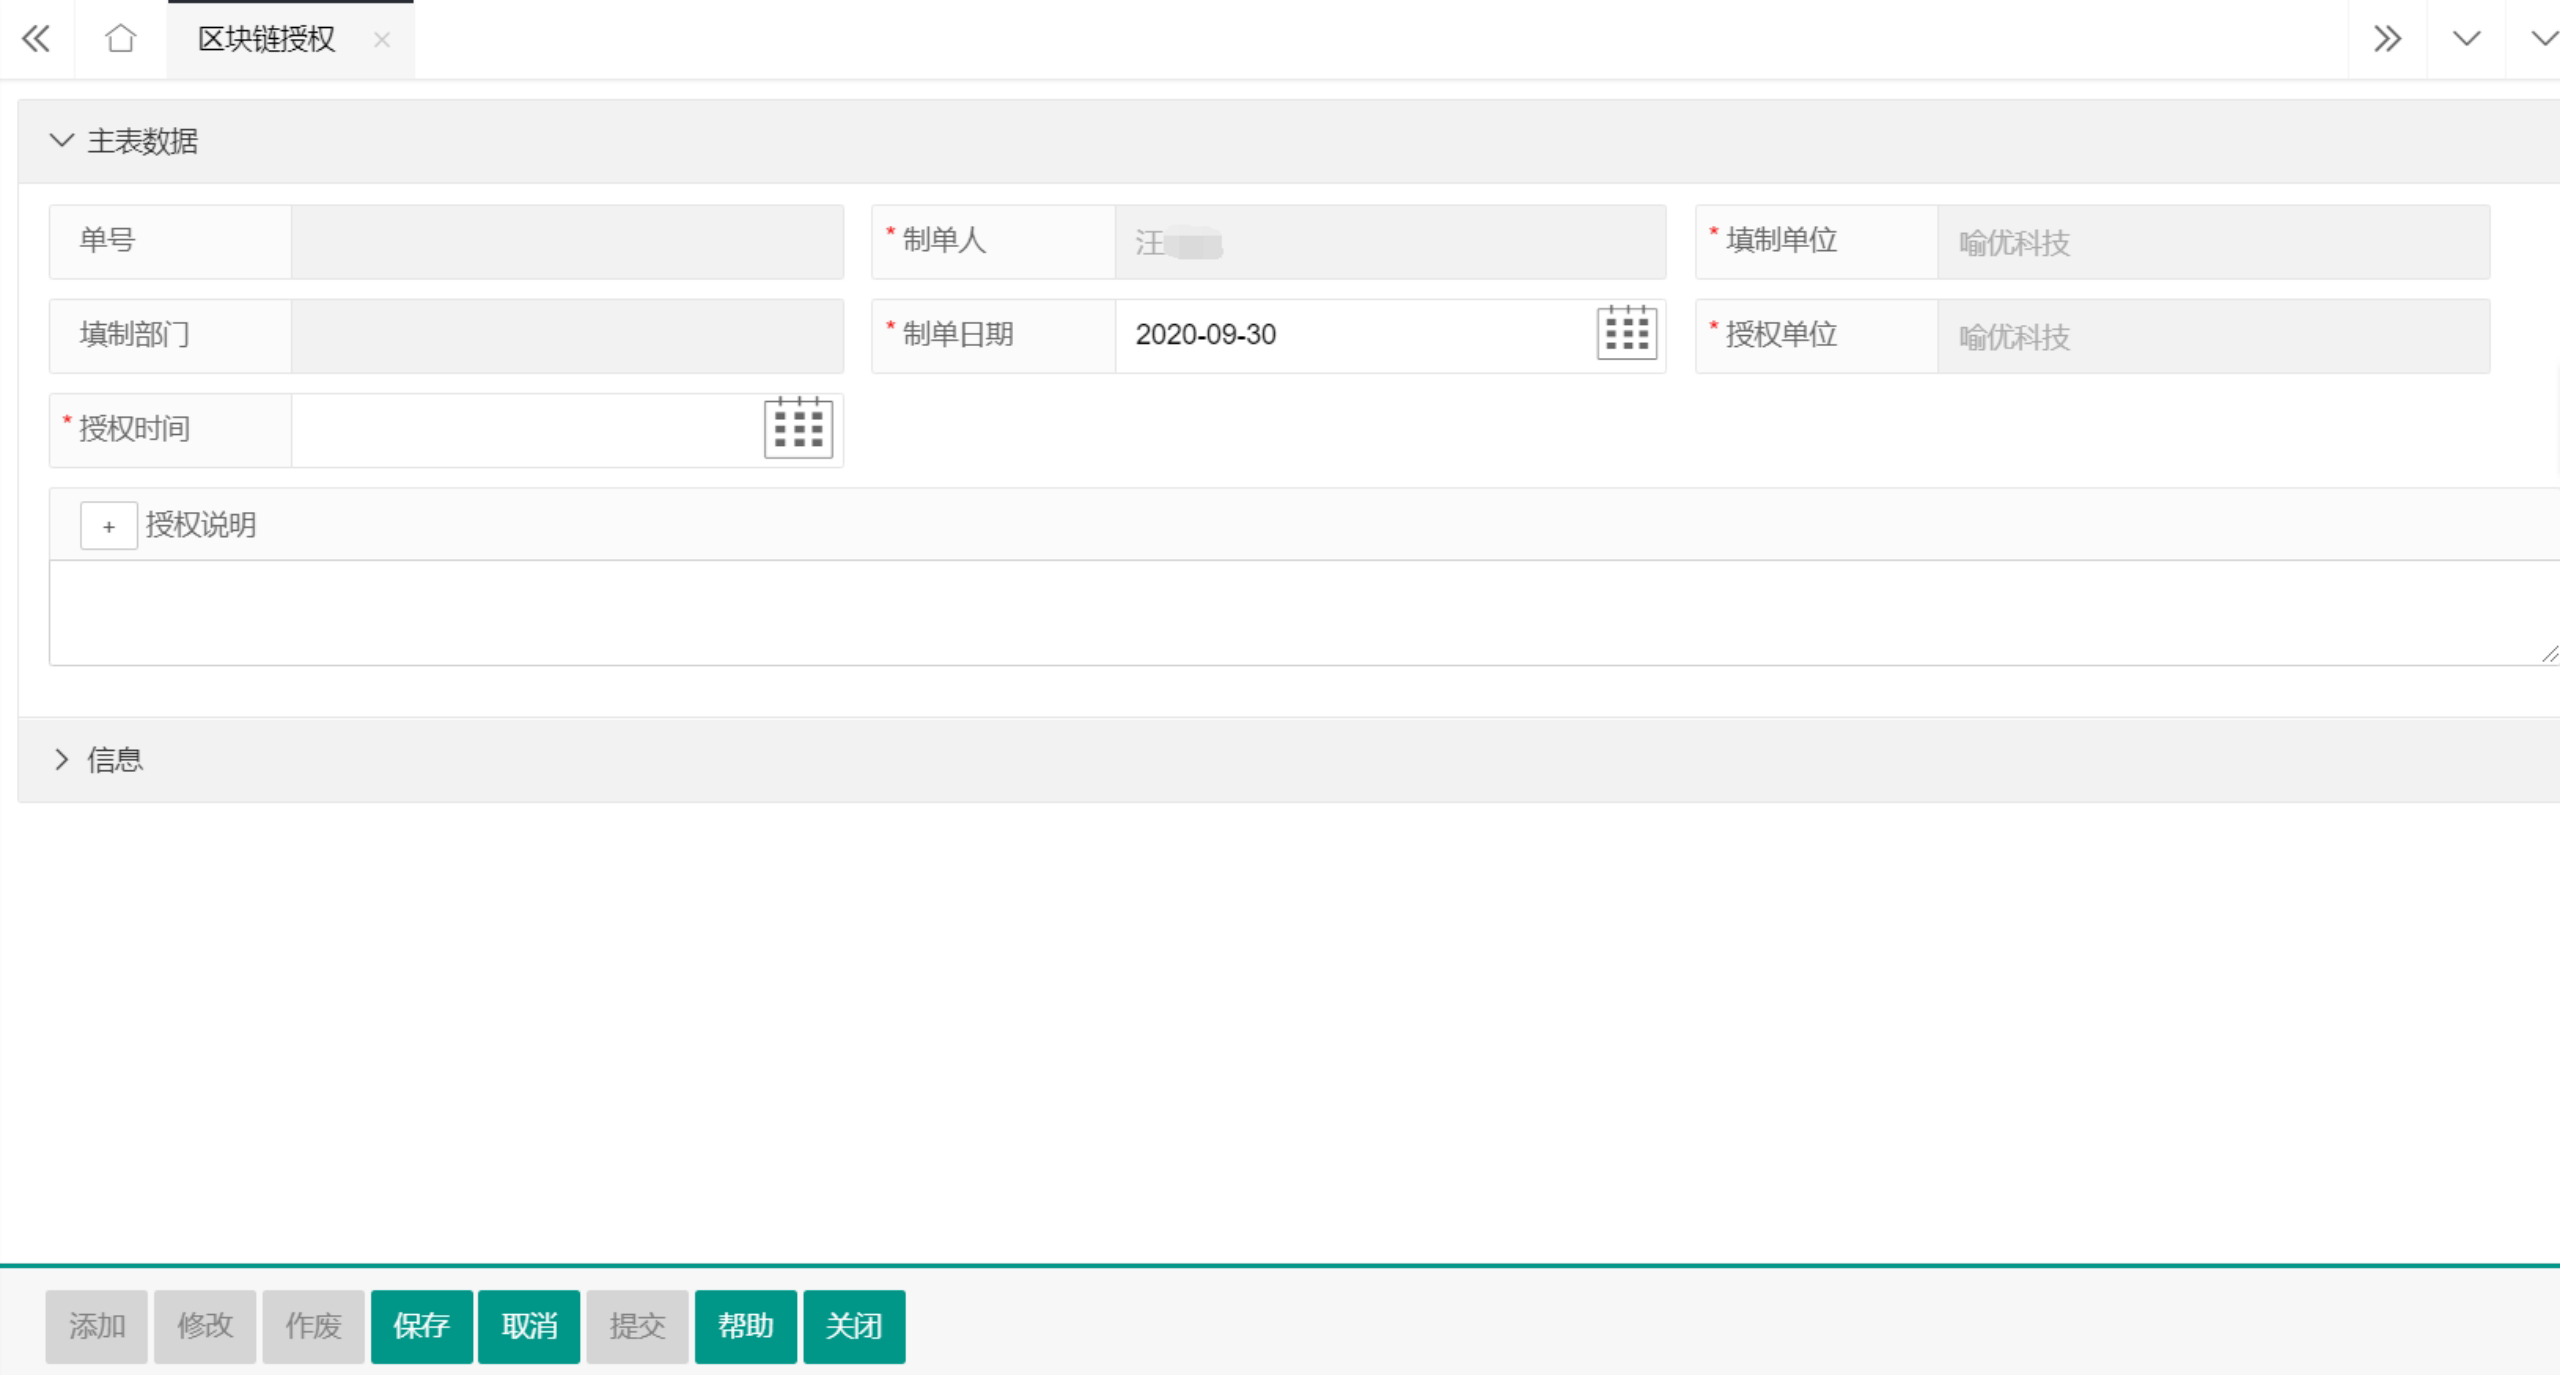 区块链授权
主表数据
单号
* 制单人 汪
* 填制单位 喻优科技
填制部门
* 制单日期 2020-09-30
* 授权单位 喻优科技
* 授权时间
+ 授权说明
信息
添加 修改 作废 保存 取消 提交 帮助 关闭